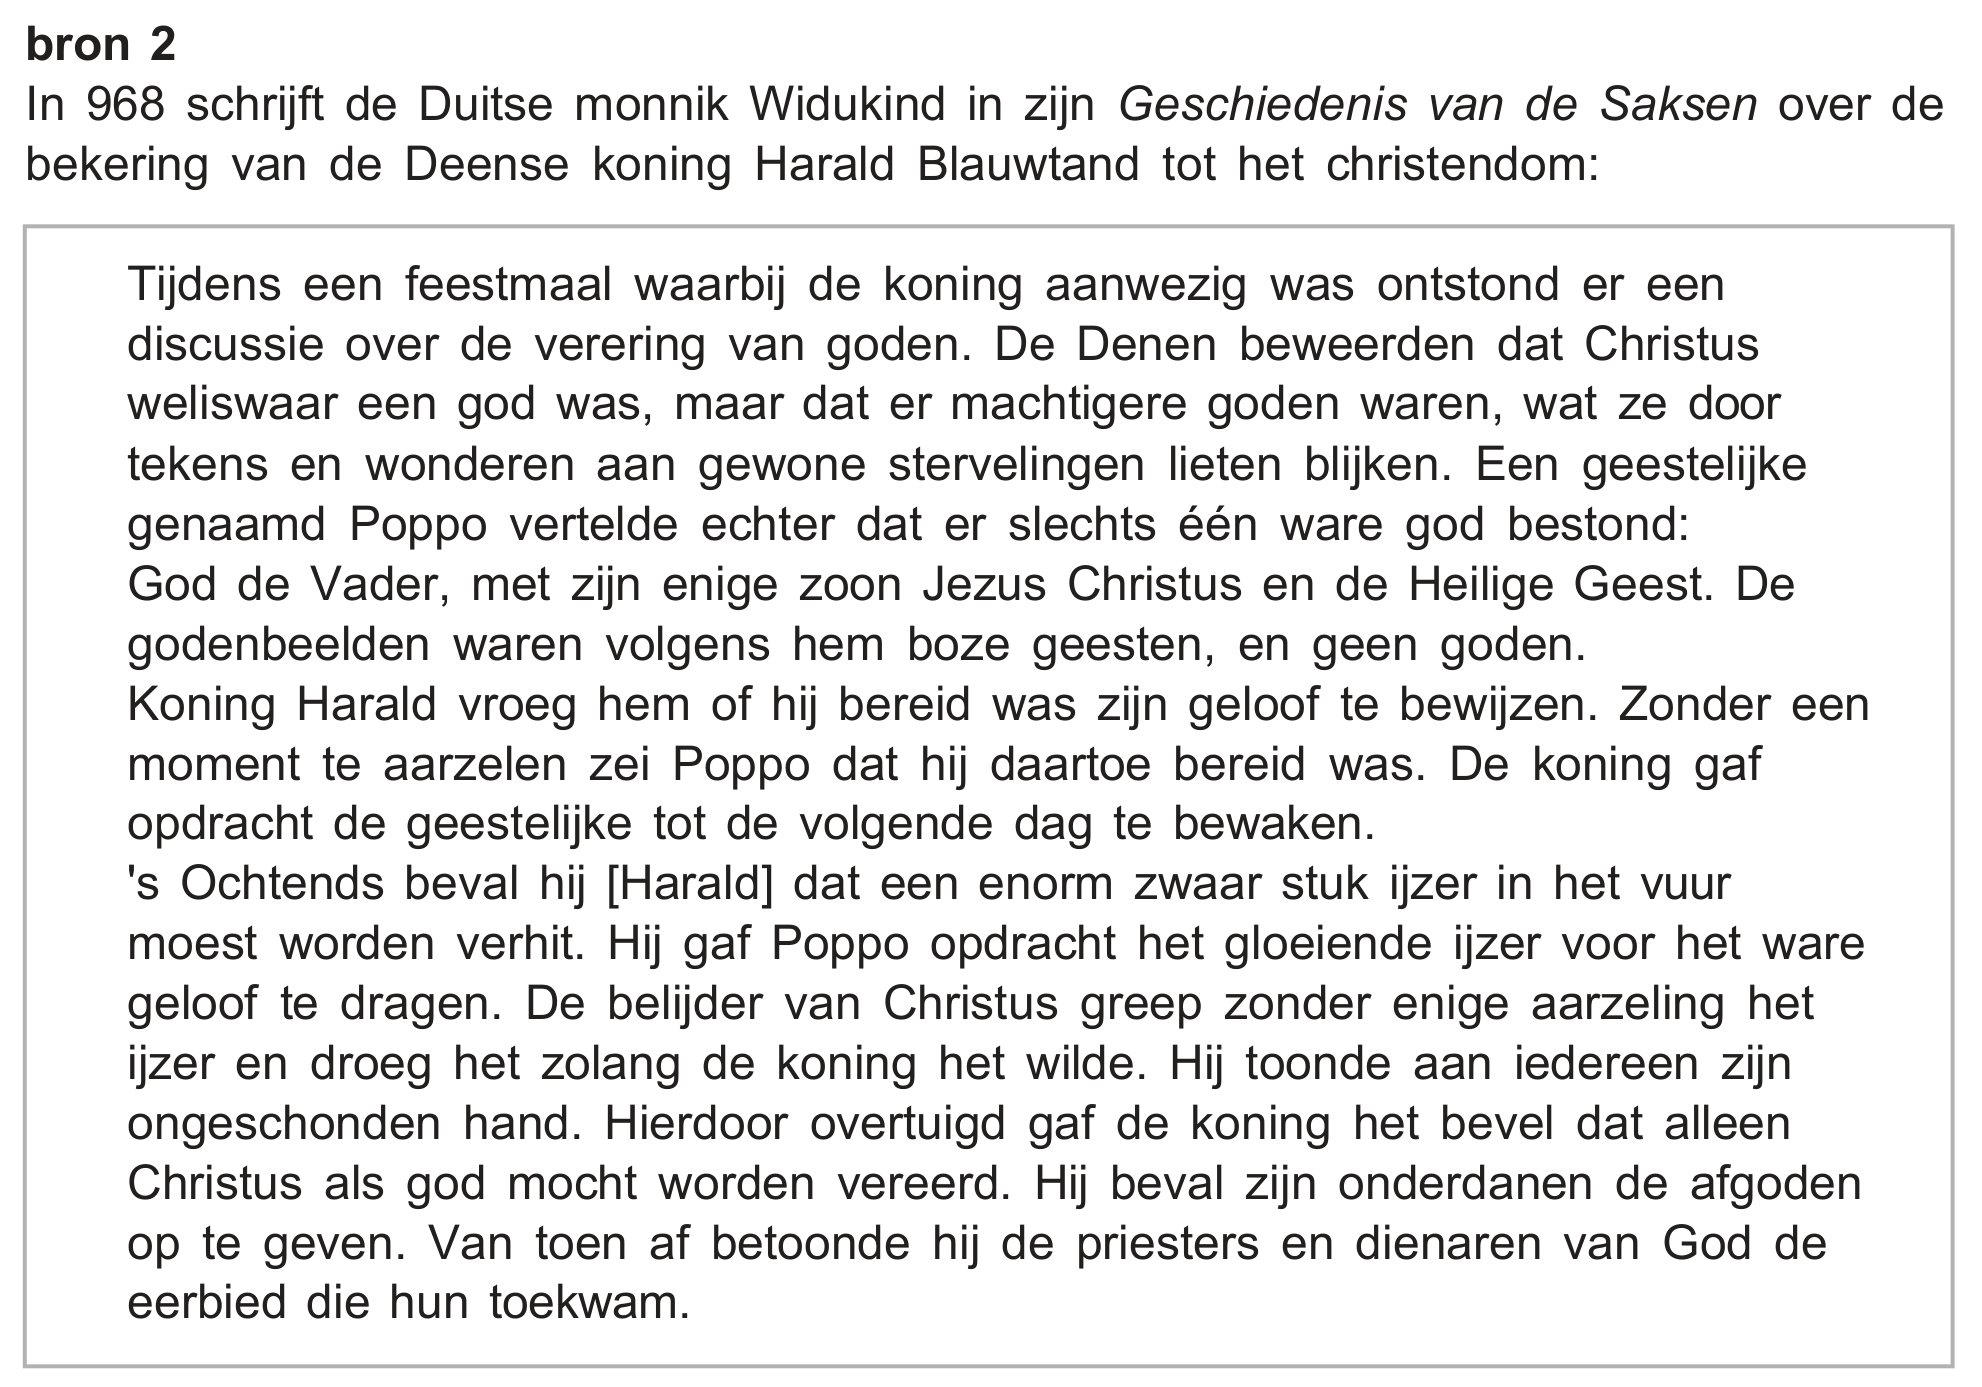 bron 2
In 968 schrijft de Duitse monnik Widukind in zijn Geschiedenis van de Saksen over de
bekering van de Deense koning Harald Blauwtand tot het christendom:
Tijdens een feestmaal waarbij de koning aanwezig was ontstond er een
discussie over de verering van goden. De Denen beweerden dat Christus
weliswaar een god was, maar dat er machtigere goden waren, wat ze door
tekens en wonderen aan gewone stervelingen lieten blijken. Een geestelijke
genaamd Poppo vertelde echter dat er slechts één ware god bestond:
God de Vader, met zijn enige zoon Jezus Christus en de Heilige Geest. De
godenbeelden waren volgens hem boze geesten, en geen goden.
Koning Harald vroeg hem of hij bereid was zijn geloof te bewijzen. Zonder een
moment te aarzelen zei Poppo dat hij daartoe bereid was. De koning gaf
opdracht de geestelijke tot de volgende dag te bewaken.
's Ochtends beval hij [Harald] dat een enorm zwaar stuk ijzer in het vuur
moest worden verhit. Hij gaf Poppo opdracht het gloeiende ijzer voor het ware
geloof te dragen. De belijder van Christus greep zonder enige aarzeling het
ijzer en droeg het zolang de koning het wilde. Hij toonde aan iedereen zijn
ongeschonden hand. Hierdoor overtuigd gaf de koning het bevel dat alleen
Christus als god mocht worden vereerd. Hij beval zijn onderdanen de afgoden
op te geven. Van toen af betoonde hij de priesters en dienaren van God de
eerbied die hun toekwam.